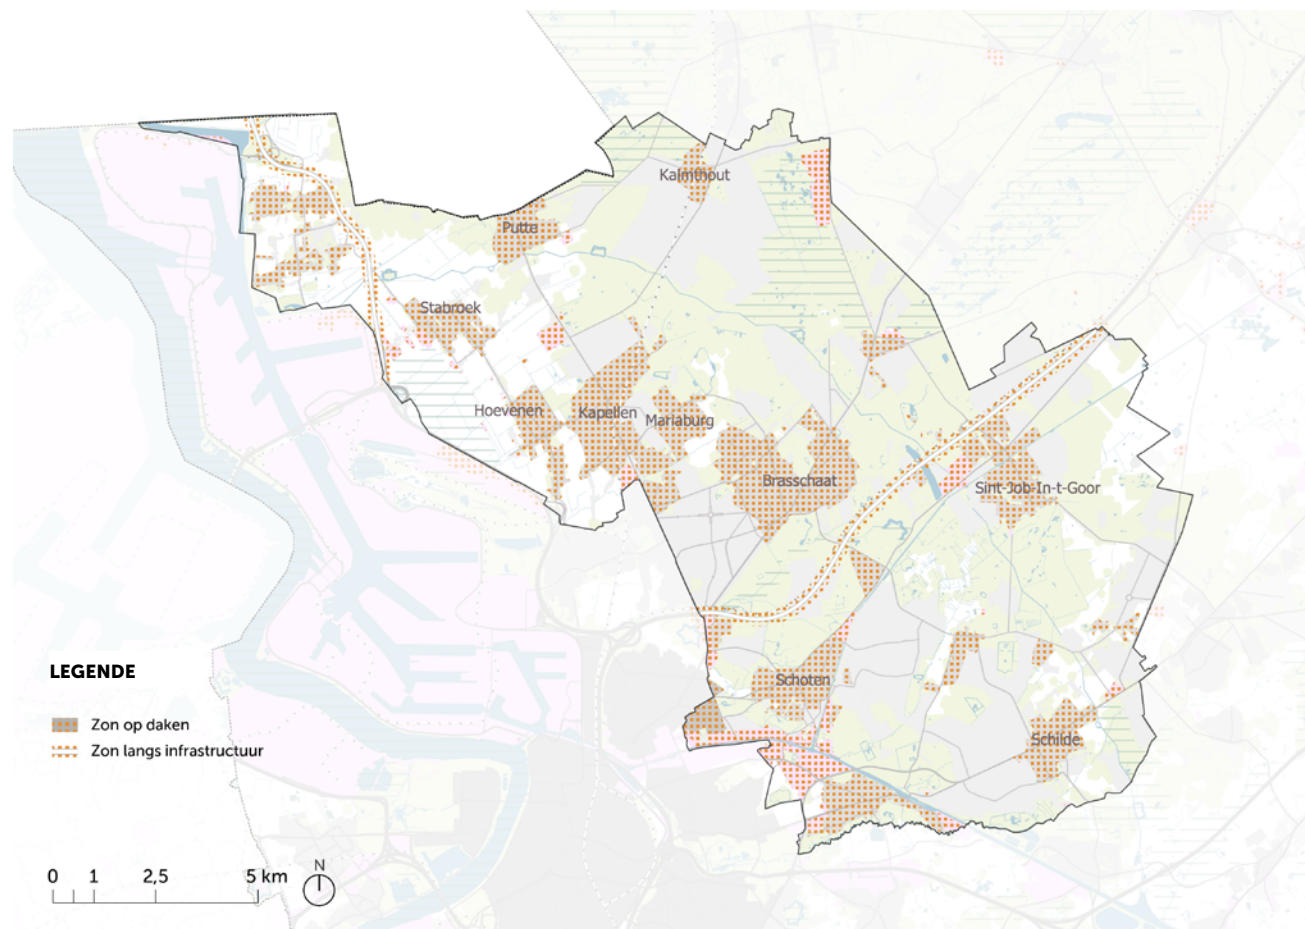 Kalmthout
Putte
Stabroek
Hoevenen
Kapellen
Mariaburg
Brasschaat
Sint-Job-In-t-Goor
Schoten
Schilde
LEGENDE
Zon op daken
Zon langs infrastructuur
0 1 2,5 5 km
N